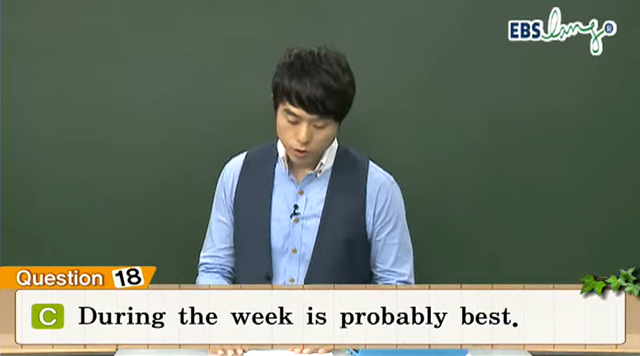 EBS lang®
Question 18
C During the week is probably best.